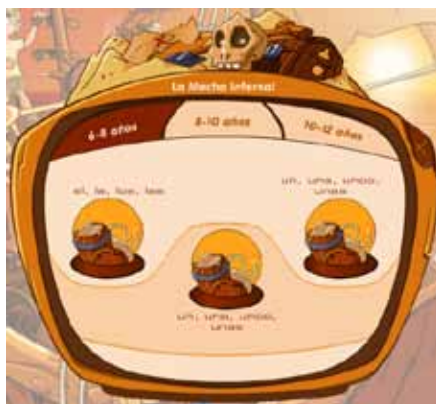 La Mecha Infernal
6-8 años
8-10 años
10-12 años
el, la, los, las
un, una, unos,
unas
un, una, unos,
unas